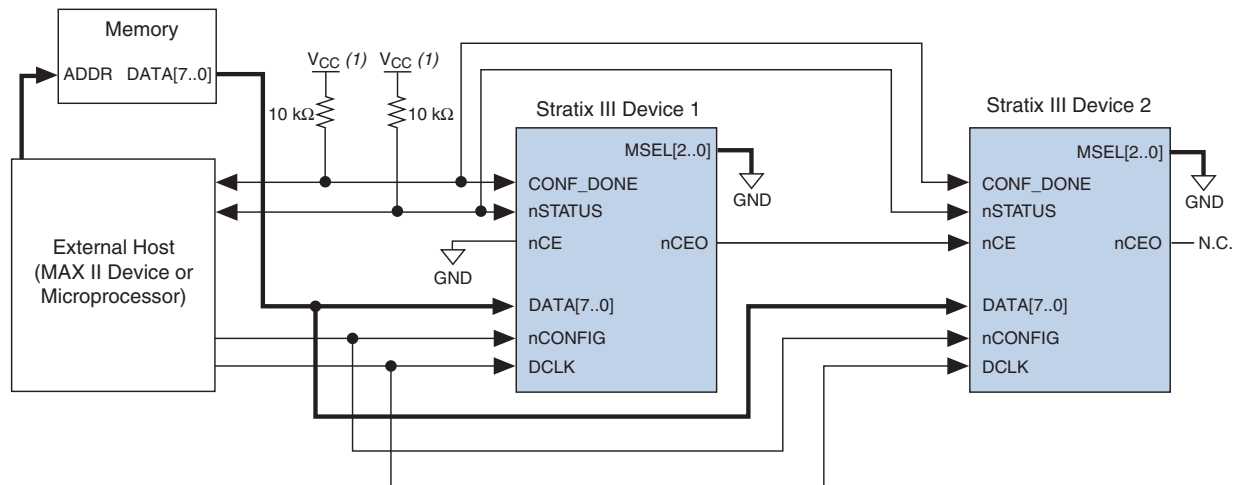 Memory
ADDR DATA[7..0]
VCC (1) VCC (1)
10 kΩ 10 kΩ
Stratix III Device 1
Stratix III Device 2
MSEL[2..0]
GND
MSEL[2..0]
GND
External Host
(MAX II Device or
Microprocessor)
CONF_DONE
nSTATUS
nCE nCEO
GND
DATA[7..0]
nCONFIG
DCLK
CONF_DONE
nSTATUS
nCE nCEO N.C.
DATA[7..0]
nCONFIG
DCLK